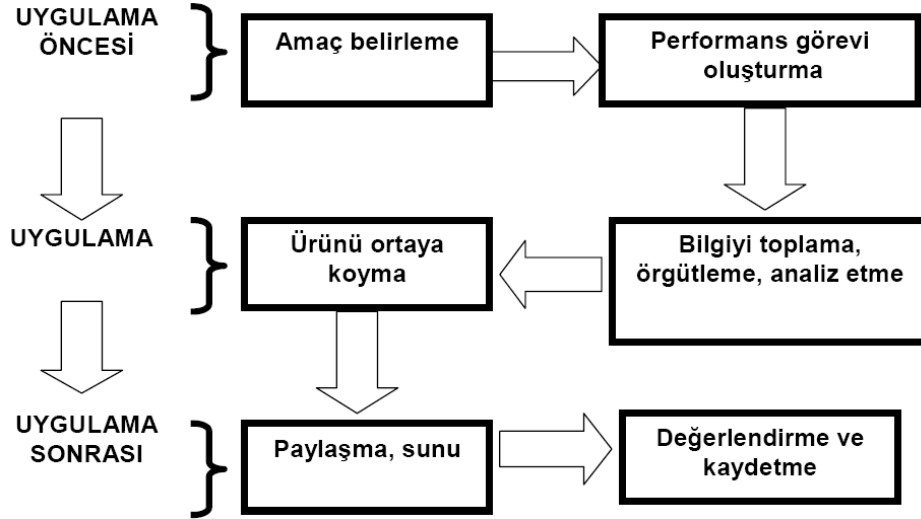 UYGULAMA
ÖNCESİ
Amaç belirleme
Performans görevi
oluşturma
UYGULAMA
Ürünü ortaya
koyma
Bilgiyi toplama,
örgütleme, analiz etme
UYGULAMA
SONRASI
Paylaşma, sunu
Değerlendirme ve
kaydetme